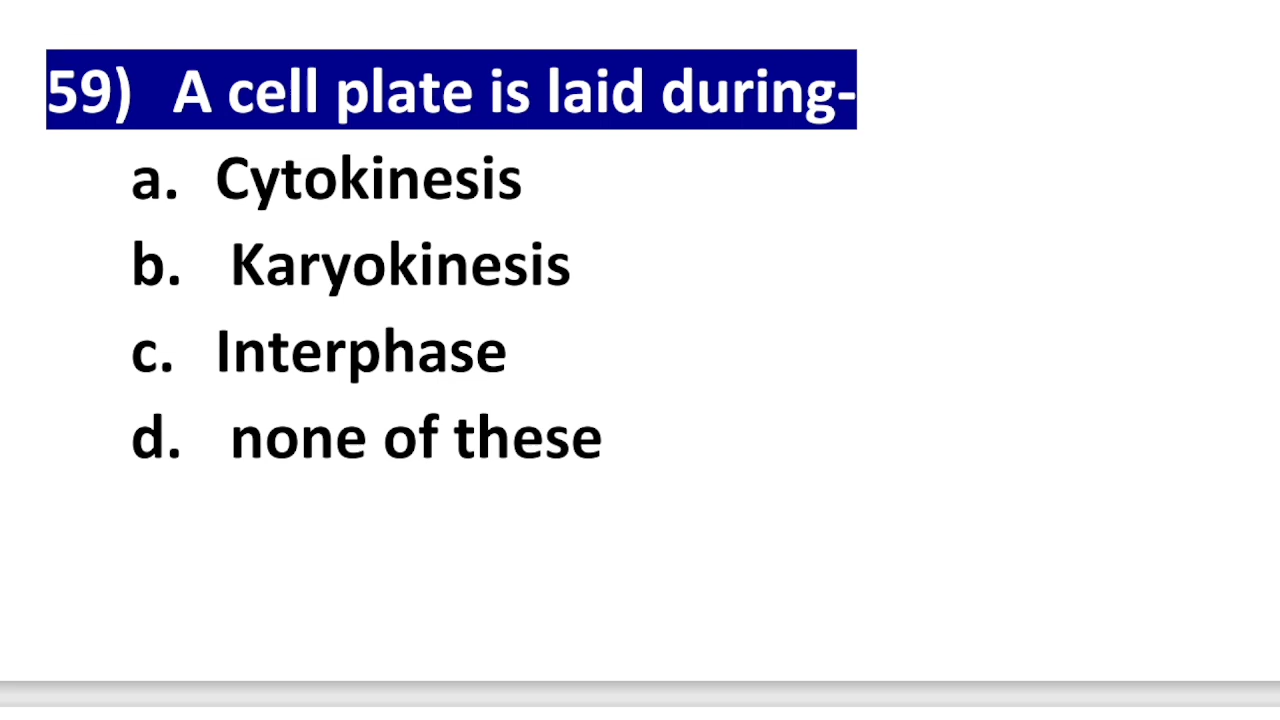 59) A cell plate is laid during-
a. Cytokinesis
b. Karyokinesis
c. Interphase
d. none of these